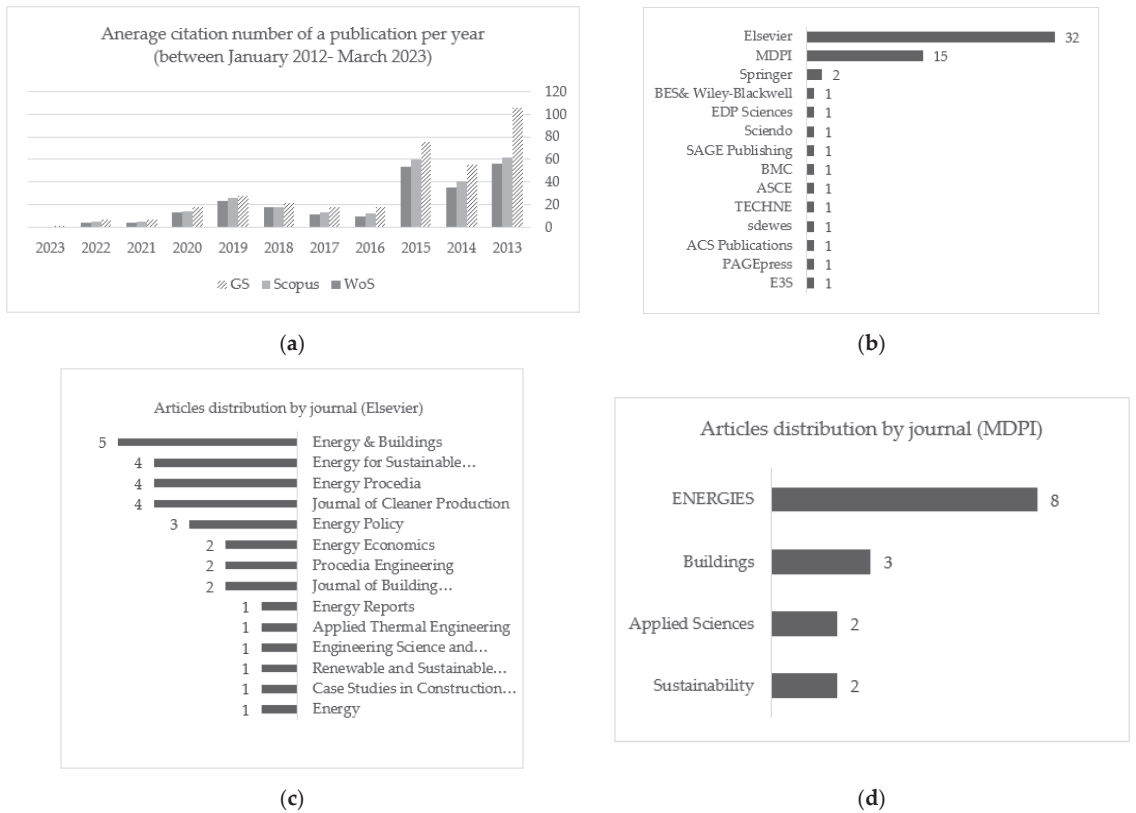 Anerage citation number of a publication per year
(between January 2012- March 2023)
120
100
80
60
40
20
0
2023 2022 2021 2020 2019 2018 2017 2016 2015 2014 2013
GS Scopus WoS
(a)
Elsevier 32
MDPI 15
Springer 2
BES& Wiley-Blackwell 1
EDP Sciences 1
Sciendo 1
SAGE Publishing 1
BMC 1
ASCE 1
TECHNE 1
sdewes 1
ACS Publications 1
PAGEpress 1
E3S 1
(b)
Articles distribution by journal (Elsevier)
5 Energy & Buildings
4 Energy for Sustainable...
4 Energy Procedia
4 Journal of Cleaner Production
3 Energy Policy
2 Energy Economics
2 Procedia Engineering
2 Journal of Building...
1 Energy Reports
1 Applied Thermal Engineering
1 Engineering Science and...
1 Renewable and Sustainable...
1 Case Studies in Construction...
1 Energy
(c)
Articles distribution by journal (MDPI)
ENERGIES 8
Buildings 3
Applied Sciences 2
Sustainability 2
(d)